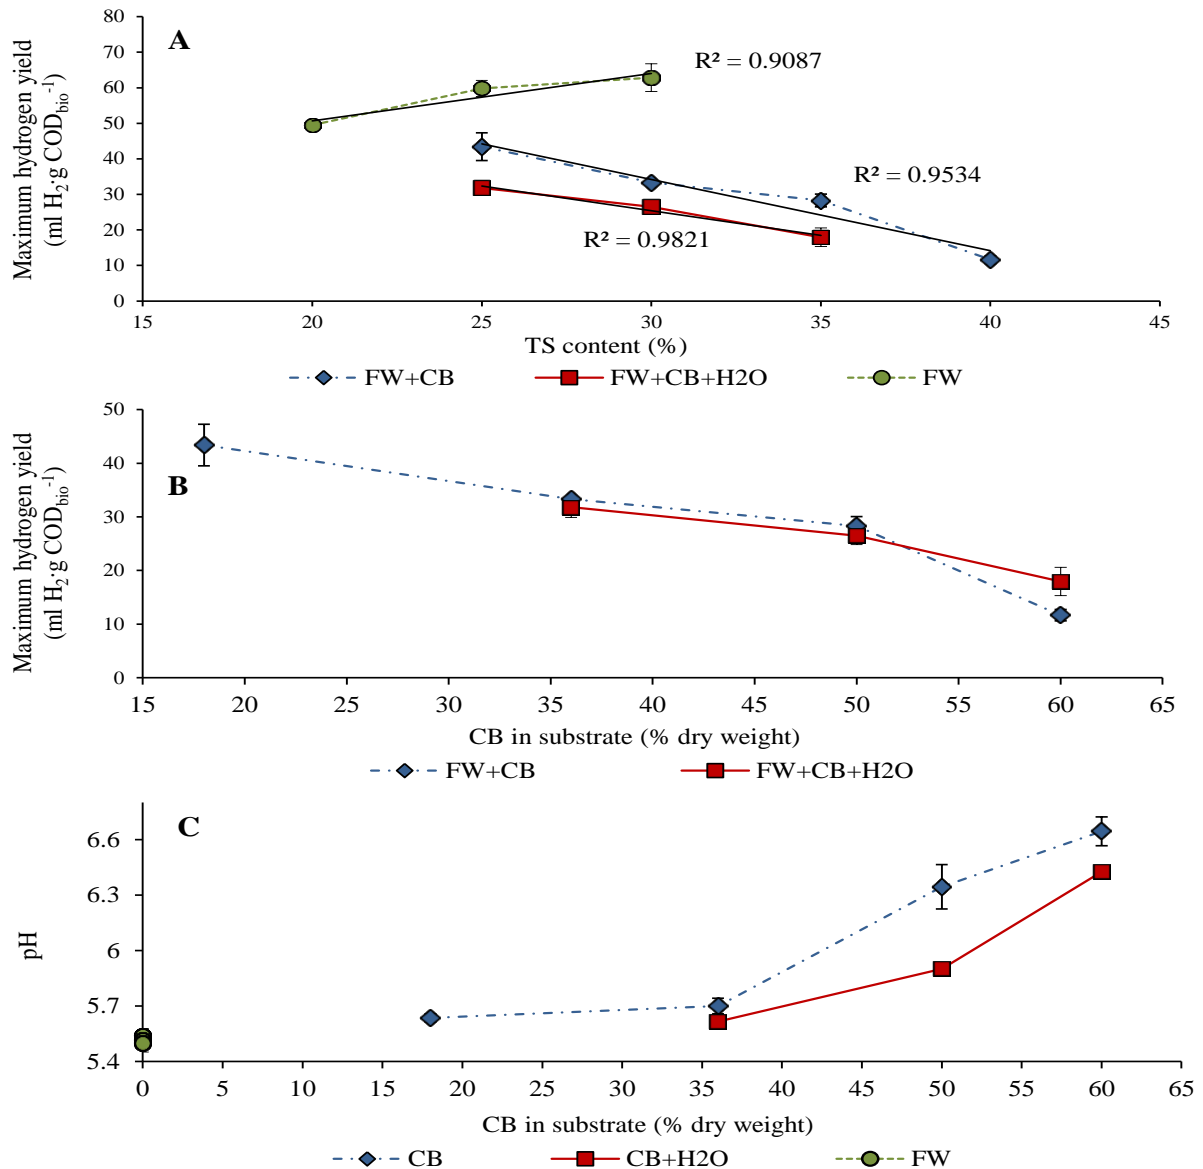 A
Maximum hydrogen yield
(ml H₂·g CODbio⁻¹)
80
70
60
50
40
30
20
10
0
R² = 0.9087
R² = 0.9534
R² = 0.9821
15 20 25 30 35 40 45
TS content (%)
FW+CB FW+CB+H2O FW
B
Maximum hydrogen yield
(ml H₂·g CODbio⁻¹)
50
40
30
20
10
0
15 20 25 30 35 40 45 50 55 60 65
CB in substrate (% dry weight)
FW+CB FW+CB+H2O
C
pH
6.6
6.3
6
5.7
5.4
0 5 10 15 20 25 30 35 40 45 50 55 60 65
CB in substrate (% dry weight)
CB CB+H2O FW